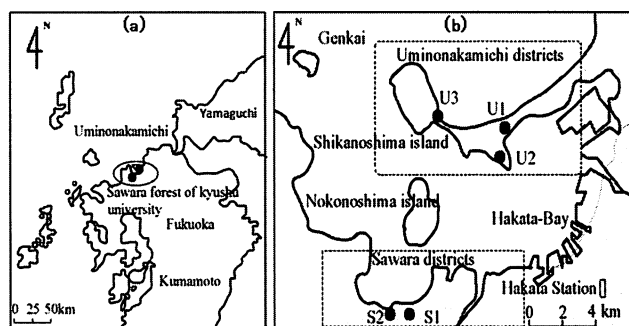 (a)
N
Yamaguchi
Uminonakamichi
Sawara forest of kyusha
university
Fukuoka
Kumamoto
0 25 50km
(b)
N
Genkai
Uminonakamichi districts
U3
U1
U2
Shikanoshima island
Nokonoshima island
Hakata-Bay
Sawara districts
Hakata Station
S2
S1
0 2 4 km